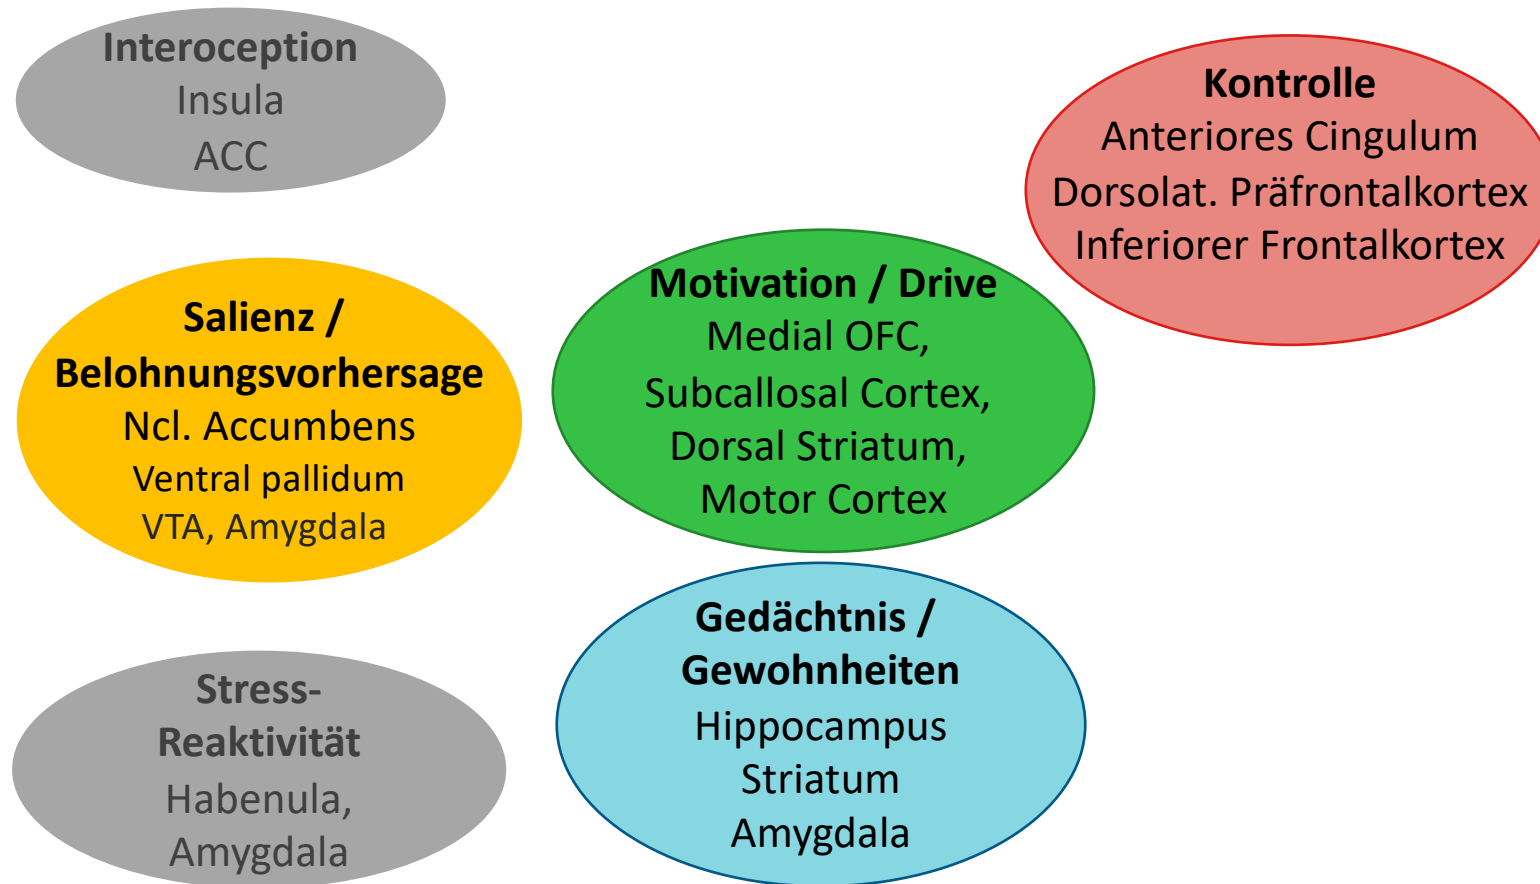 Interoception
Insula
ACC
Kontrolle
Anteriores Cingulum
Dorsolat. Präfrontalkortex
Inferiorer Frontalkortex
Salienz /
Belohnungsvorhersage
Ncl. Accumbens
Ventral pallidum
VTA, Amygdala
Motivation / Drive
Medial OFC,
Subcallosal Cortex,
Dorsal Striatum,
Motor Cortex
Stress-
Reaktivität
Habenula,
Amygdala
Gedächtnis /
Gewohnheiten
Hippocampus
Striatum
Amygdala